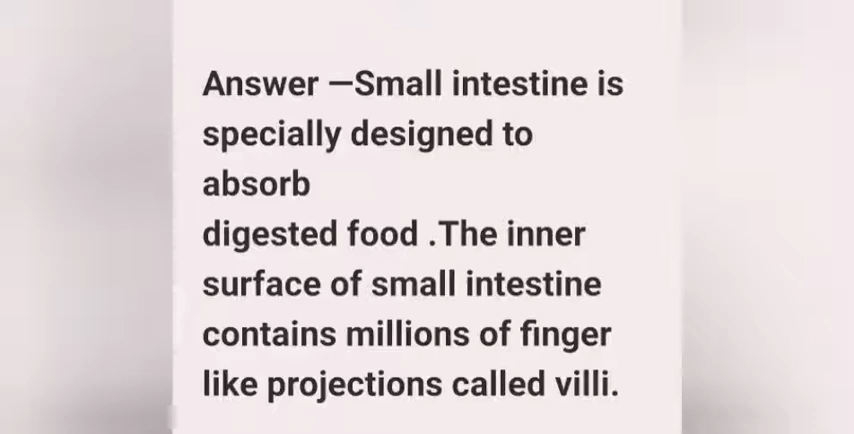 Answer —Small intestine is
specially designed to
absorb
digested food .The inner
surface of small intestine
contains millions of finger
like projections called villi.